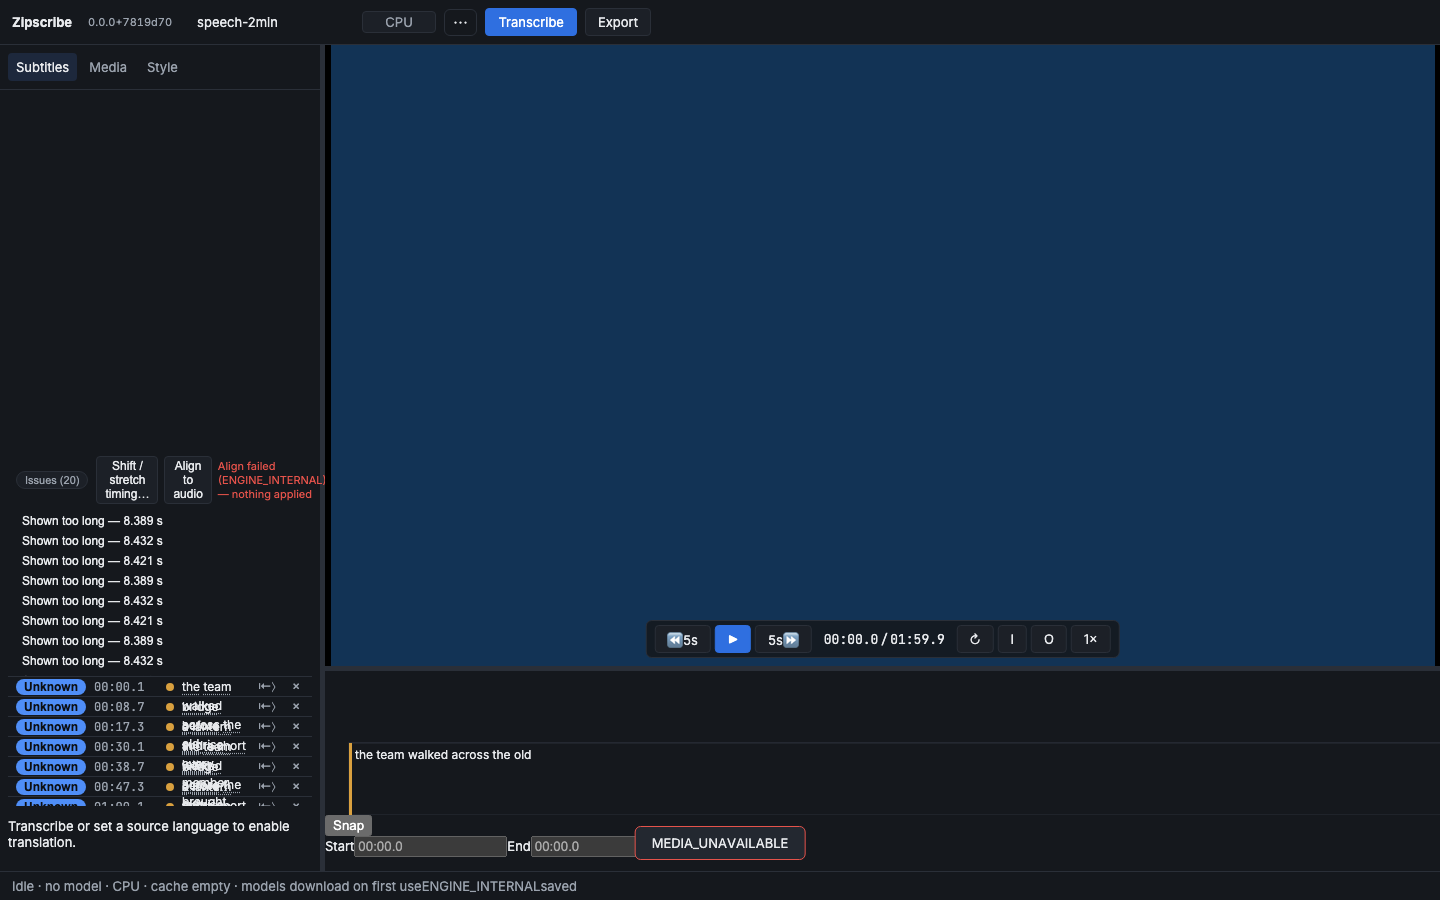 Zipscribe 0.0.0+7819d70 speech-2min CPU ... Transcribe Export
Subtitles Media Style
Issues (20)
Shift / stretch timing...
Align to audio
Align failed (ENGINE_INTERNAL) — nothing applied
Shown too long — 8.389 s
Shown too long — 8.432 s
Shown too long — 8.421 s
Shown too long — 8.389 s
Shown too long — 8.432 s
Shown too long — 8.421 s
Shown too long — 8.389 s
Shown too long — 8.432 s
Unknown 00:00.1 the team ×
Unknown 00:08.7 ×
Unknown 00:17.3 ×
Unknown 00:30.1 ×
Unknown 00:38.7 ×
Unknown 00:47.3 ×
Transcribe or set a source language to enable
translation.
5s 5s 00:00.0/01:59.9 I O 1×
the team walked across the old
Snap
Start 00:00.0 End 00:00.0
MEDIA_UNAVAILABLE
Idle · no model · CPU · cache empty · models download on first useENGINE_INTERNALsaved